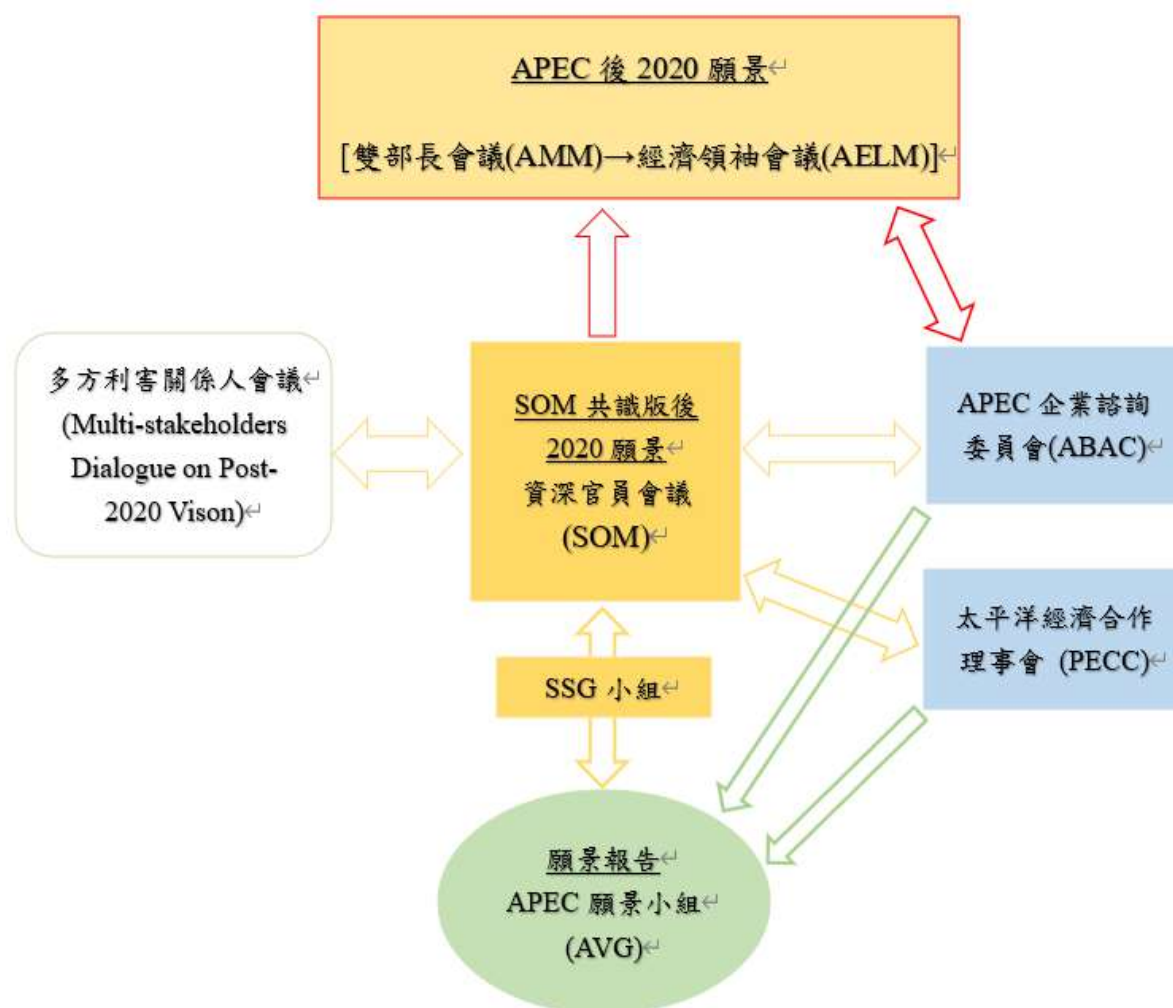 APEC 後 2020 願景
[雙部長會議(AMM)→經濟領袖會議(AELM)]
多方利害關係人會議
(Multi-stakeholders
Dialogue on Post-
2020 Vison)
SOM 共識版後
2020 願景
資深官員會議
(SOM)
APEC 企業諮詢
委員會(ABAC)
太平洋經濟合作
理事會 (PECC)
SSG 小組
願景報告
APEC 願景小組
(AVG)